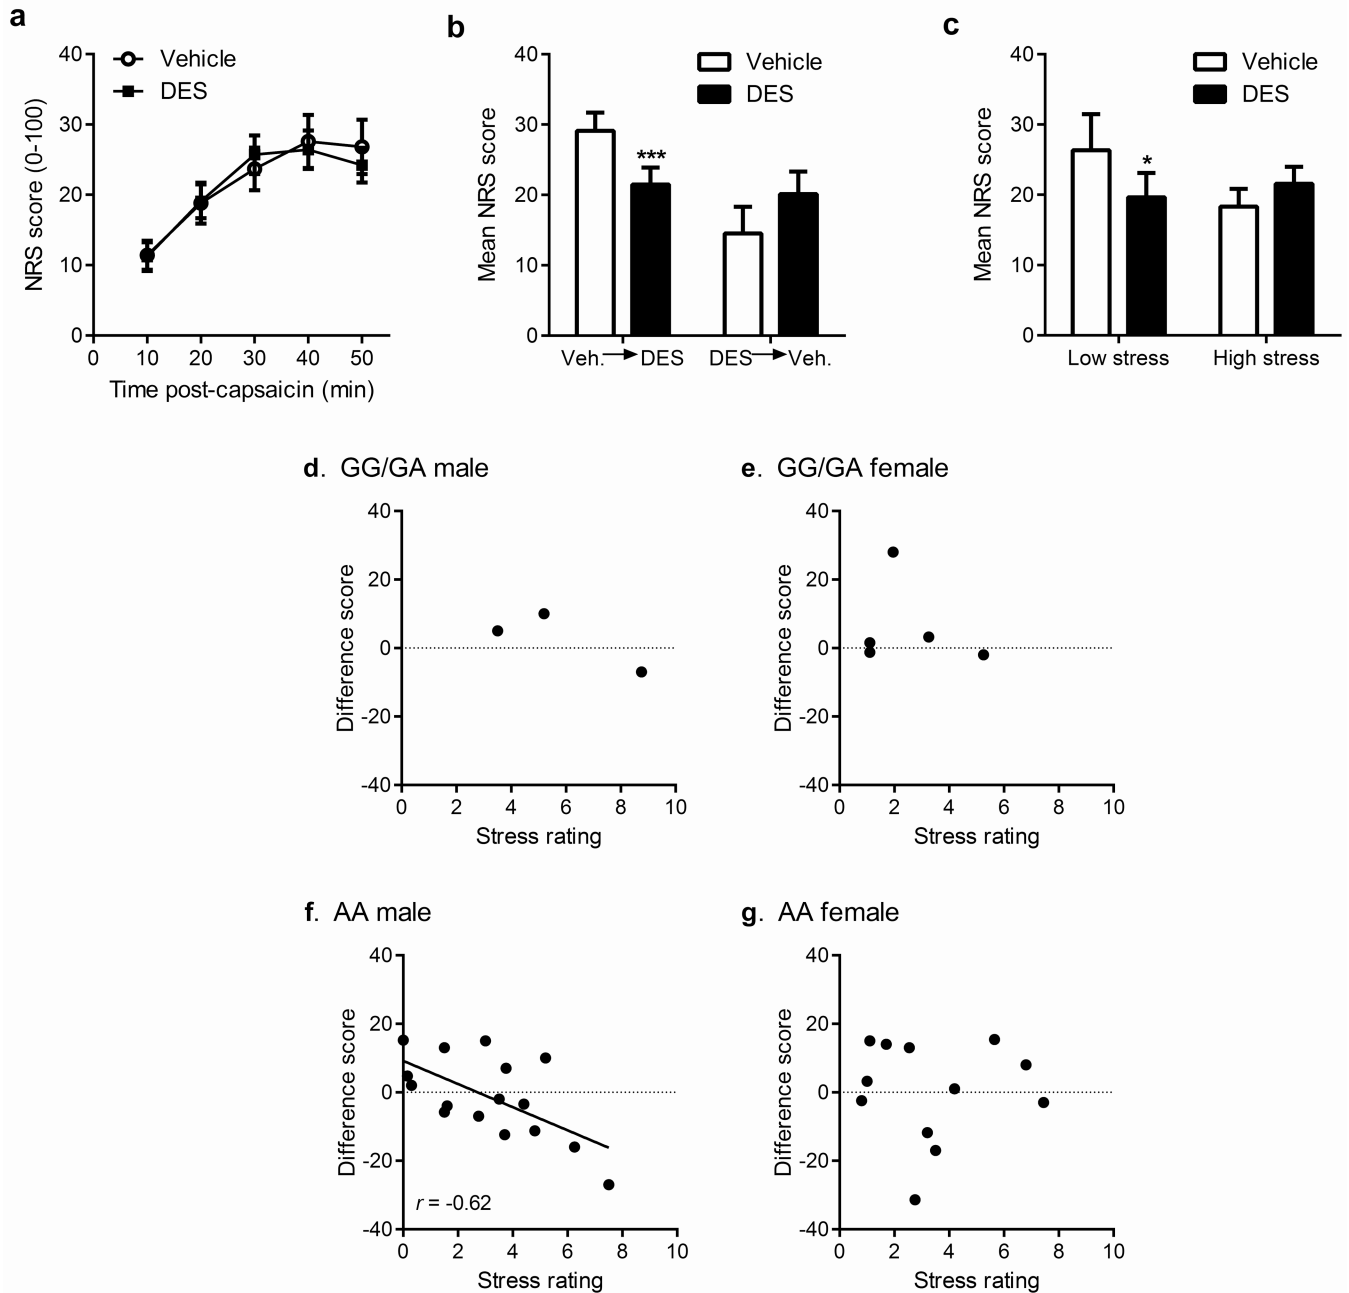 a
40
30
20
10
0
NRS score (0-100)
Vehicle
DES
0 10 20 30 40 50
Time post-capsaicin (min)
b
40
30
20
10
0
Mean NRS score
Vehicle
DES
***
Veh. DES DES Veh.
c
40
30
20
10
0
Mean NRS score
Vehicle
DES
*
Low stress High stress
d. GG/GA male
40
20
0
-20
-40
Difference score
0 2 4 6 8 10
Stress rating
e. GG/GA female
40
20
0
-20
-40
Difference score
0 2 4 6 8 10
Stress rating
f. AA male
40
20
0
-20
-40
Difference score
r = -0.62
0 2 4 6 8 10
Stress rating
g. AA female
40
20
0
-20
-40
Difference score
0 2 4 6 8 10
Stress rating